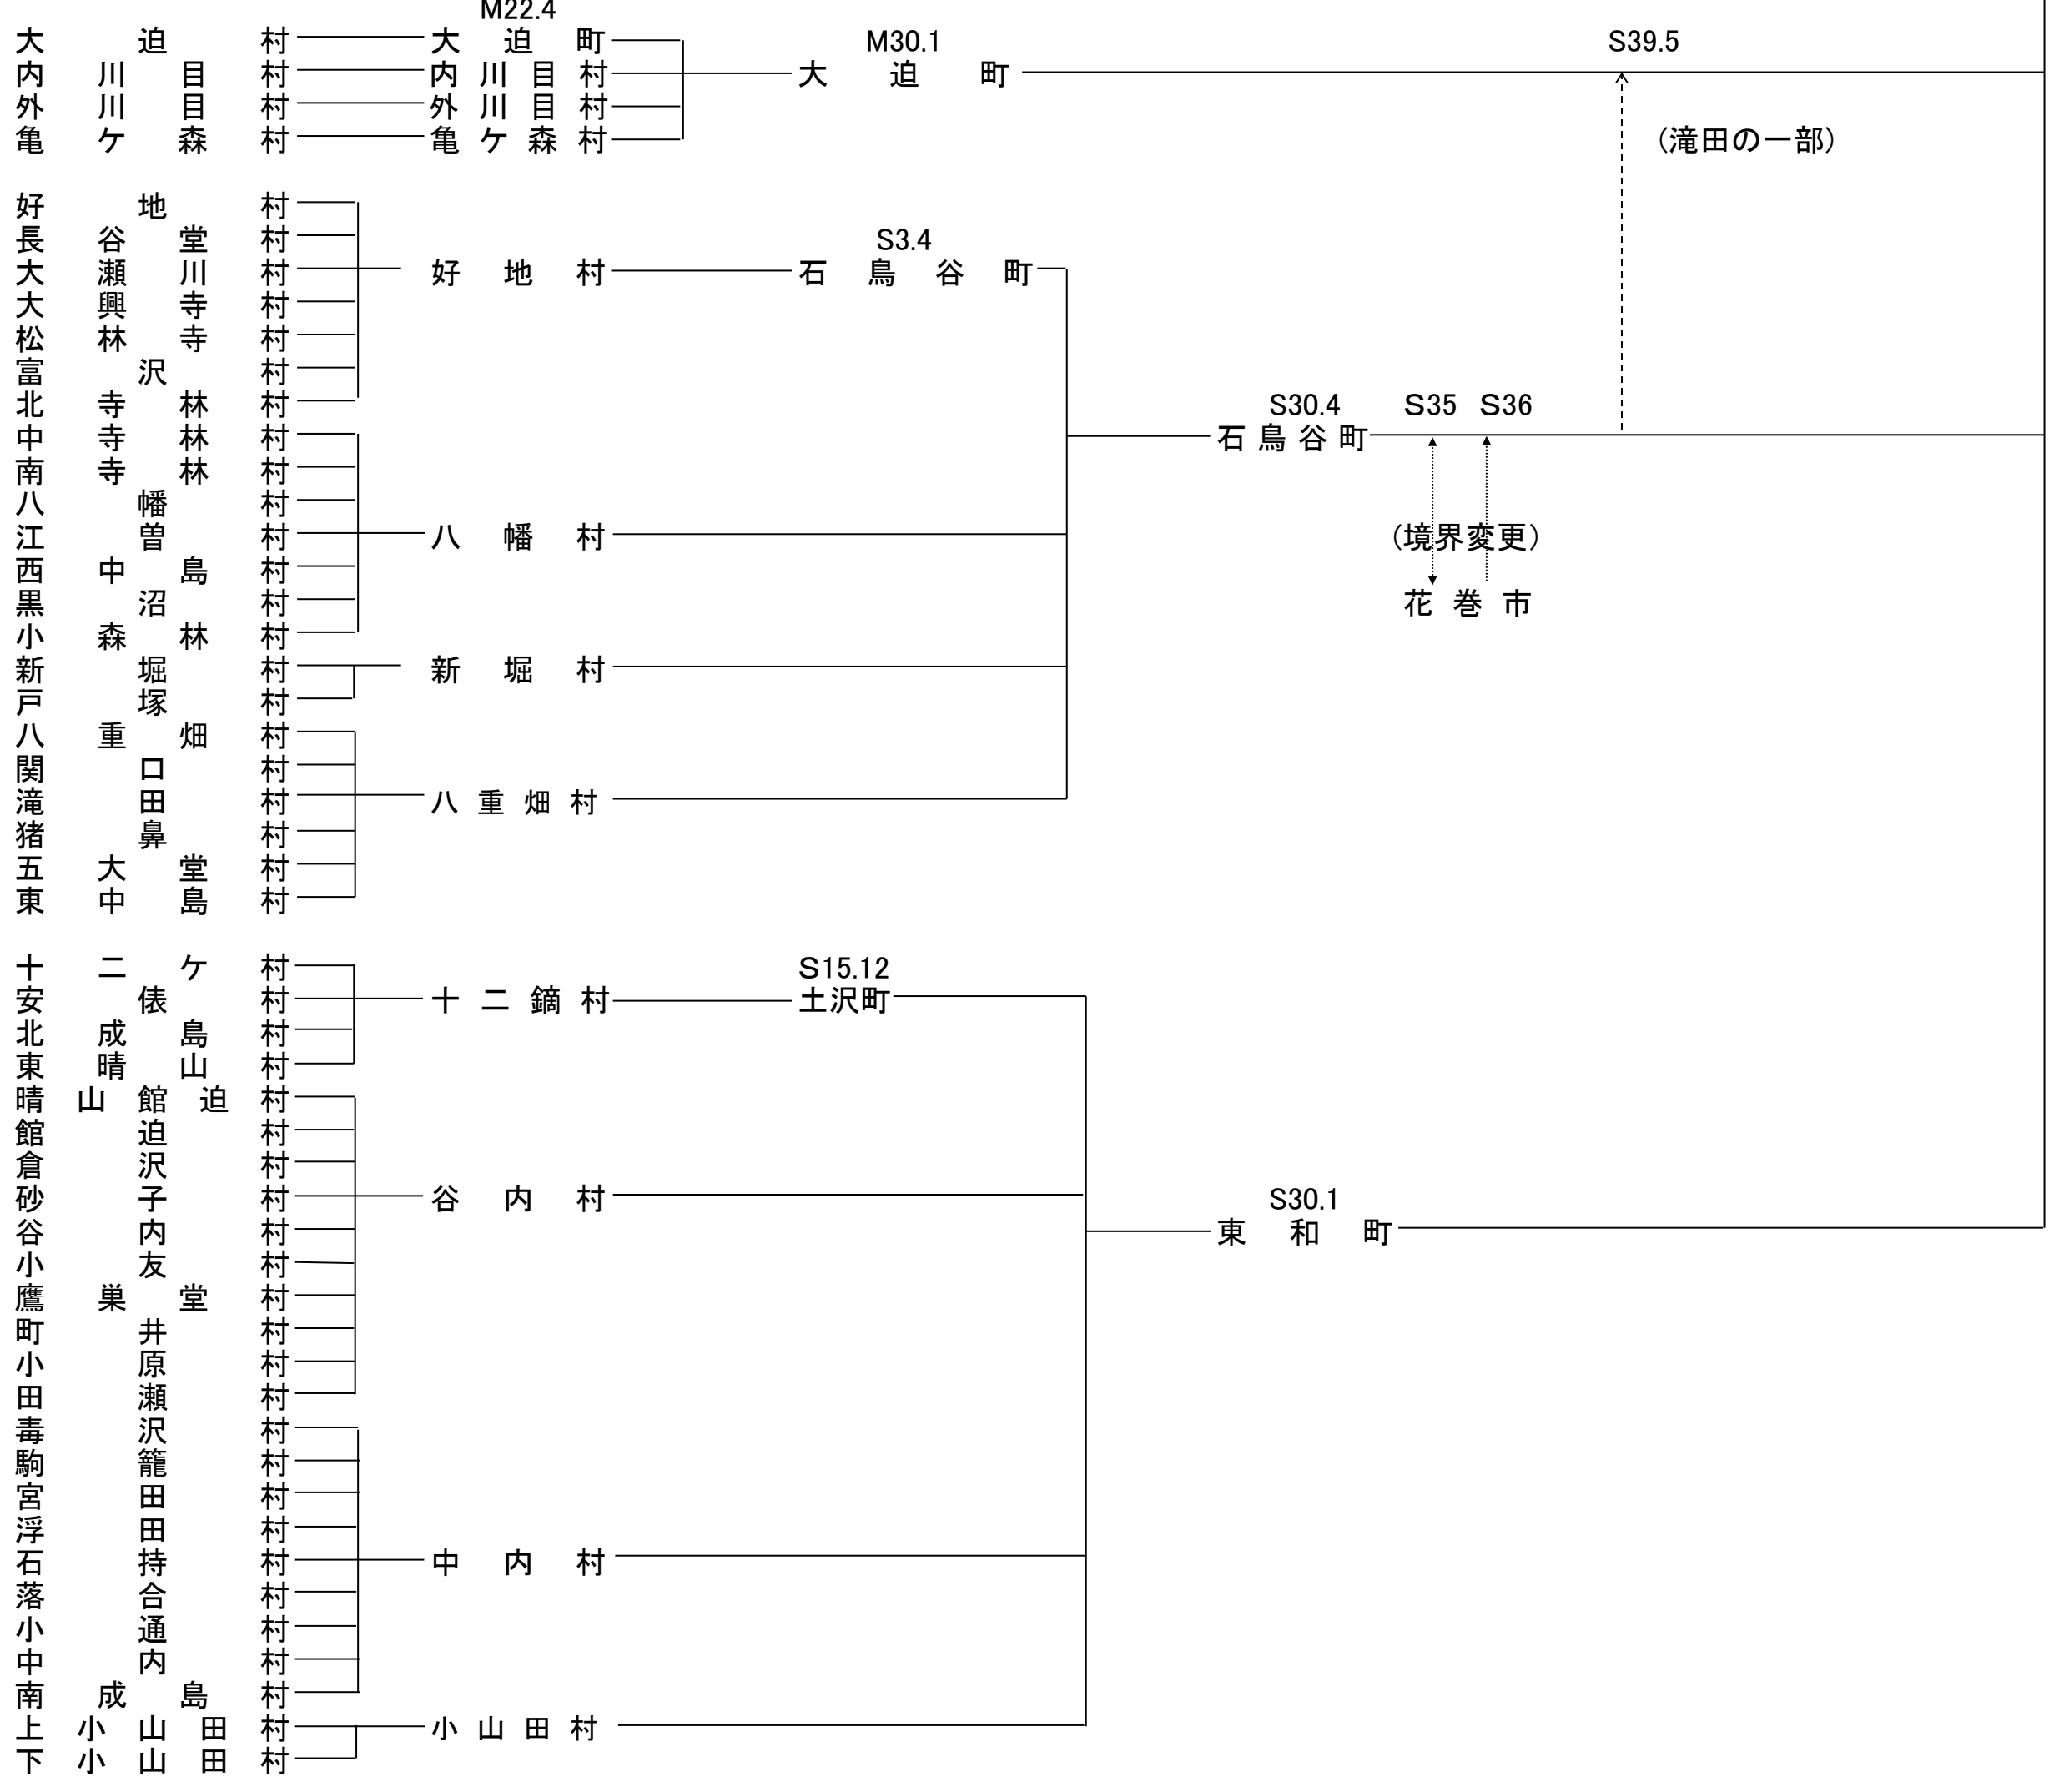 M22.4
大迫村 大迫町 M30.1 S39.5
内川目村 内川目村 大迫町
外川目村 外川目村
亀ケ森村 亀ケ森村 (滝田の一部)
好地村
長谷堂村 S3.4
大瀬川村 好地村 石鳥谷町
大興寺村
松林寺村
富沢村
北寺林村 S30.4 S35 S36
中寺林村 石鳥谷町
南寺林村
八幡村
江曽村 八幡村 (境界変更)
西中島村
黒沼村 花巻市
小森林村
新堀村 新堀村
戸塚村
八重畑村
関口村
滝田村 八重畑村
猪鼻村
五大堂村
東中島村
十二ケ村 S15.12
安俵村 十二鏑村 土沢町
北成島村
東晴山村
晴山館迫村
館迫村
倉沢村
砂子村 谷内村 S30.1
谷内村 東和町
小友村
鷹巣堂村
町井村
小原村
田瀬村
毒沢村
駒籠村
宮田村
浮田村
石持村 中内村
落合村
小通村
中内村
南成島村
上小山田村 小山田村
下小山田村